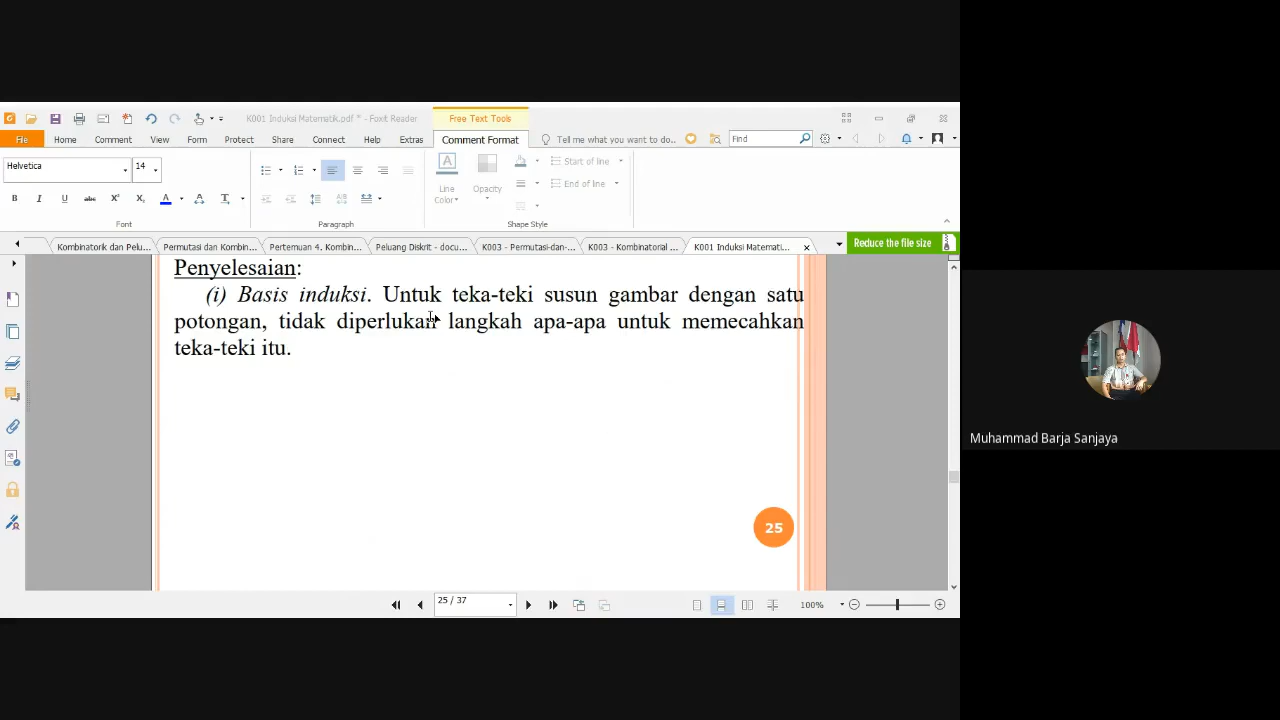 K001 Induksi Matematik.pdf * - Foxit Reader
Free Text Tools
File Home Comment View Form Protect Share Connect Help Extras Comment Format Tell me what you want to do.. Find
Helvetica 14
Line Color
Opacity
Start of line
End of line
Font Paragraph Shape Style
Kombinatorik dan Pelu... Permutasi dan Kombin... Pertemuan 4. Kombin... Peluang Diskrit - docu... K003 - Permutasi-dan-... K003 - Kombinatorial ... K001 Induksi Matemati... Reduce the file size
Penyelesaian:
(i) Basis induksi. Untuk teka-teki susun gambar dengan satu
potongan, tidak diperlukan langkah apa-apa untuk memecahkan
teka-teki itu.
25
25 / 37
100%
Muhammad Barja Sanjaya